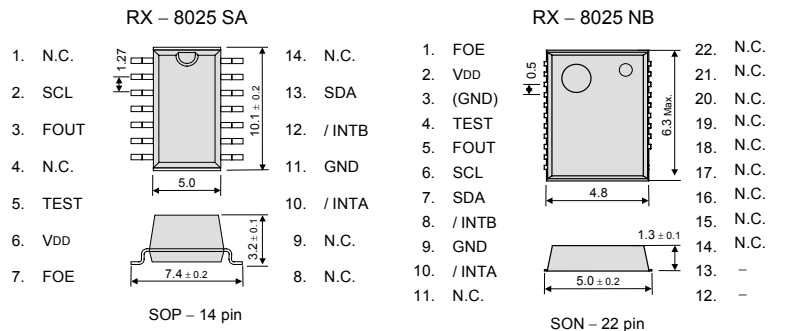 RX – 8025 SA
1. N.C.
2. SCL
3. FOUT
4. N.C.
5. TEST
6. VDD
7. FOE
1.27
10.1 ± 0.2
5.0
3.2 ± 0.1
7.4 ± 0.2
14. N.C.
13. SDA
12. / INTB
11. GND
10. / INTA
9. N.C.
8. N.C.
SOP – 14 pin
RX – 8025 NB
1. FOE
2. VDD
3. (GND)
4. TEST
5. FOUT
6. SCL
7. SDA
8. / INTB
9. GND
10. / INTA
11. N.C.
0.5
6.3 Max.
4.8
1.3 ± 0.1
5.0 ± 0.2
22. N.C.
21. N.C.
20. N.C.
19. N.C.
18. N.C.
17. N.C.
16. N.C.
15. N.C.
14. N.C.
13. –
12. –
SON – 22 pin